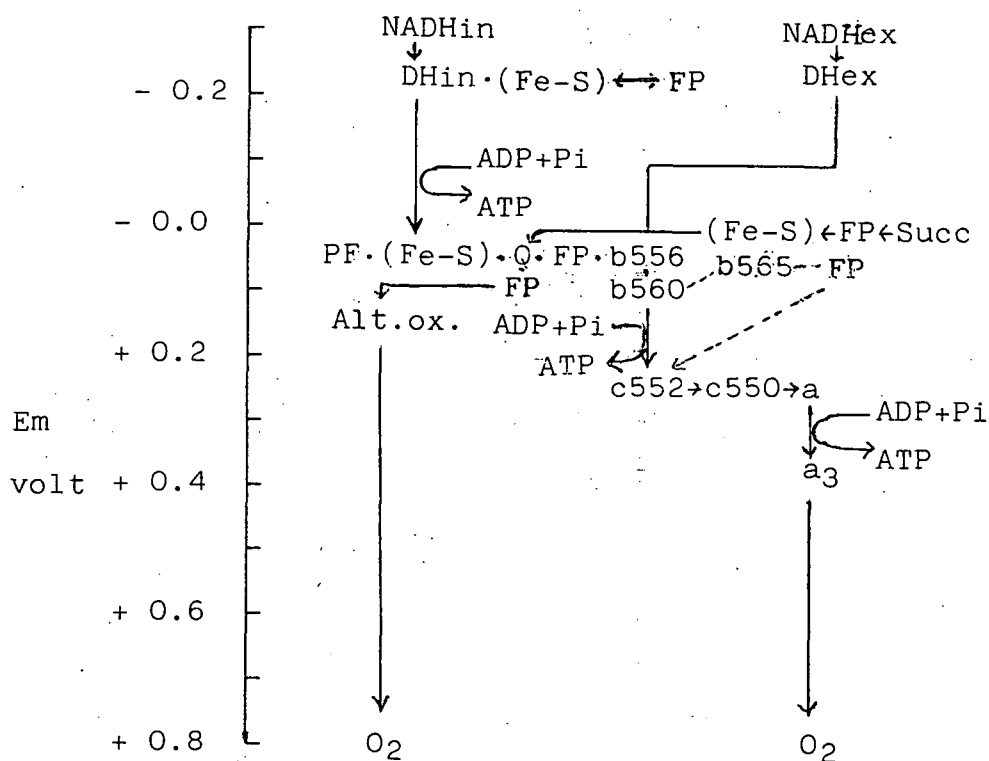 NADHin NADHex
DHin·(Fe-S)↔FP DHex
- 0.2
ADP+Pi
ATP
- 0.0
(Fe-S)←FP←Succ
PF·(Fe-S)·Q·FP·b556
b565--FP
FP b560
Alt.ox. ADP+Pi
+ 0.2
ATP
c552→c550→a
Em
ADP+Pi
ATP
volt + 0.4
a3
+ 0.6
+ 0.8
O2 O2